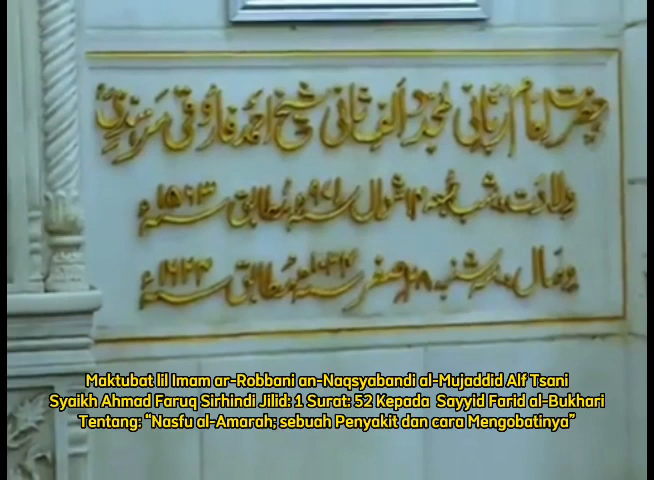 حضرت امام ربانی مجدد الف ثانی شیخ احمد فاروقی سرہندیؒ
ولادت، شب جمعہ ۱۴ شوال سنہ ۹۷۱ھ مطابق سنہ ۱۵۶۳ء
وصال، سہ شنبہ ۲۸ صفر سنہ ۱۰۳۴ھ مطابق سنہ ۱۶۲۴ء
Maktubat lil Imam ar-Robbani an-Naqsyabandi al-Mujaddid Alf Tsani
Syaikh Ahmad Faruq Sirhindi Jilid: 1 Surat: 52 Kepada Sayyid Farid al-Bukhari
Tentang: “Nasfu al-Amarah; sebuah Penyakit dan cara Mengobatinya”